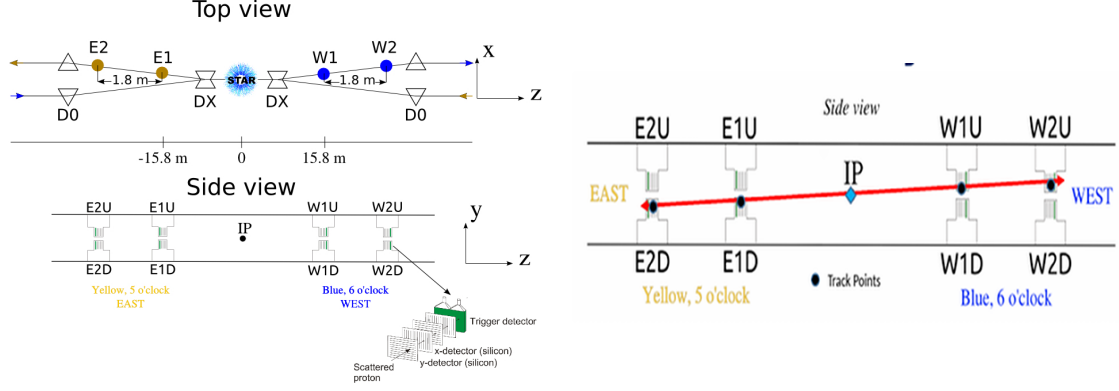 Top view
E2 E1 W1 W2 x
1.8 m STAR 1.8 m
z
D0 DX DX D0
-15.8 m 0 15.8 m
Side view
E2U E1U W1U W2U y
IP
z
E2D E1D W1D W2D
Yellow, 5 o'clock Blue, 6 o'clock
EAST WEST
Trigger detector
x-detector (silicon)
y-detector (silicon)
Scattered
proton
Side view
E2U E1U W1U W2U
IP
EAST WEST
E2D E1D W1D W2D
Track Points
Yellow, 5 o'clock Blue, 6 o'clock